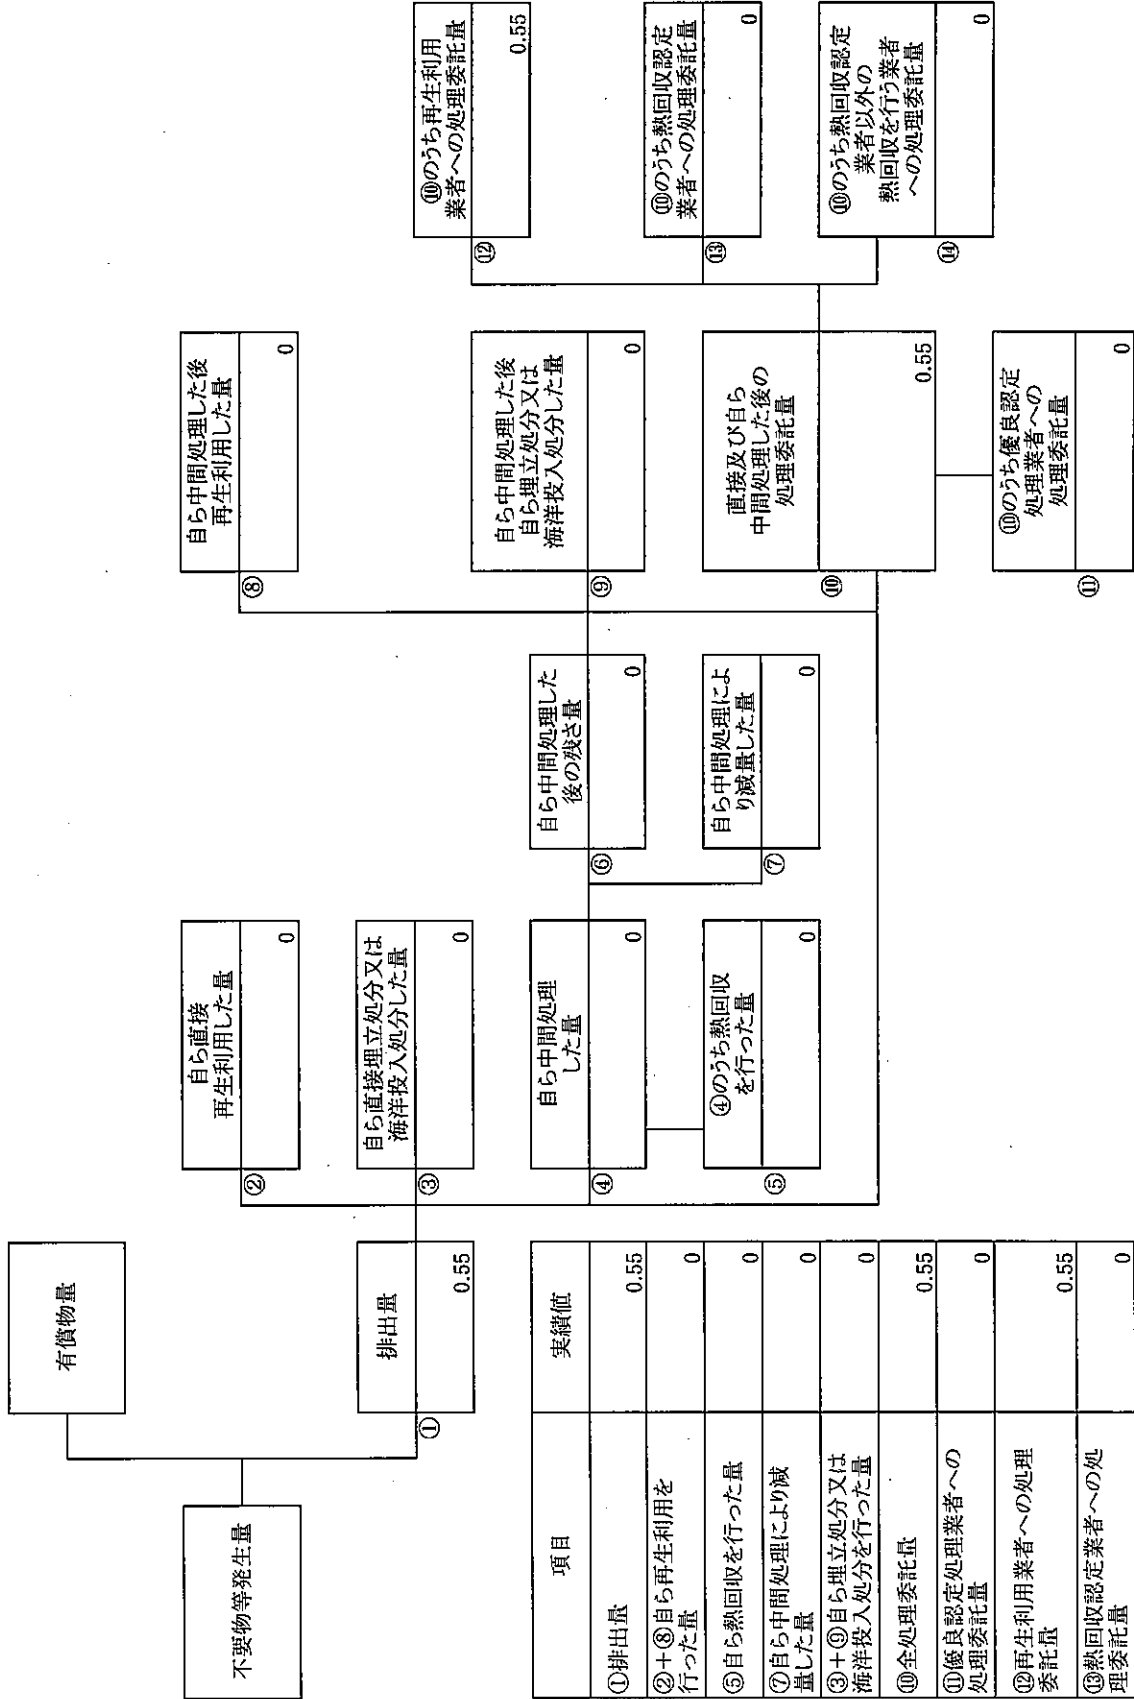 不要物等発生量
有償物量
①
排出量
0.55
②
自ら直接
再生利用した量
0
③
自ら直接埋立処分又は
海洋投入処分した量
0
④
自ら中間処理
した量
0
⑤
④のうち熱回収
を行った量
0
⑥
自ら中間処理した
後の残さ量
0
⑦
自ら中間処理によ
り減量した量
0
⑧
自ら中間処理した後
再生利用した量
0
⑨
自ら中間処理した後
自ら埋立処分又は
海洋投入処分した量
0
⑩
直接及び自ら
中間処理した後の
処理委託量
0.55
⑪
⑩のうち優良認定
処理業者への
処理委託量
0
⑫
⑩のうち再生利用
業者への処理委託量
0.55
⑬
⑩のうち熱回収認定
業者への処理委託量
0
⑭
⑩のうち熱回収認定
業者以外の
熱回収を行う業者
への処理委託量
0
項目 実績値
①排出量 0.55
②+⑧自ら再生利用を
行った量 0
⑤自ら熱回収を行った量 0
⑦自ら中間処理により減
量した量 0
③+⑨自ら埋立処分又は
海洋投入処分を行った量 0
⑩全処理委託量 0.55
⑪優良認定処理業者への
処理委託量 0
⑫再生利用業者への処理
委託量 0.55
⑬熱回収認定業者への処
理委託量 0